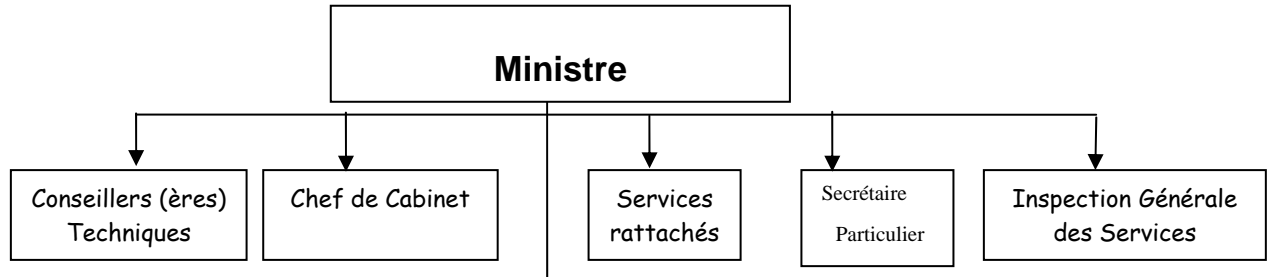 Ministre
Conseillers (ères)
Techniques
Chef de Cabinet
Services
rattachés
Secrétaire
Particulier
Inspection Générale
des Services